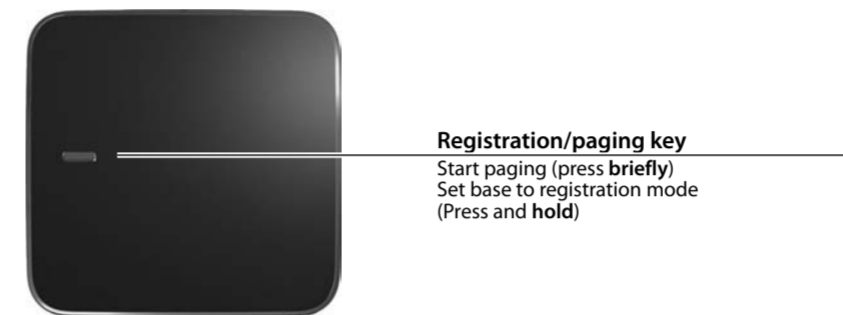 Registration/paging key
Start paging (press briefly)
Set base to registration mode
(Press and hold)